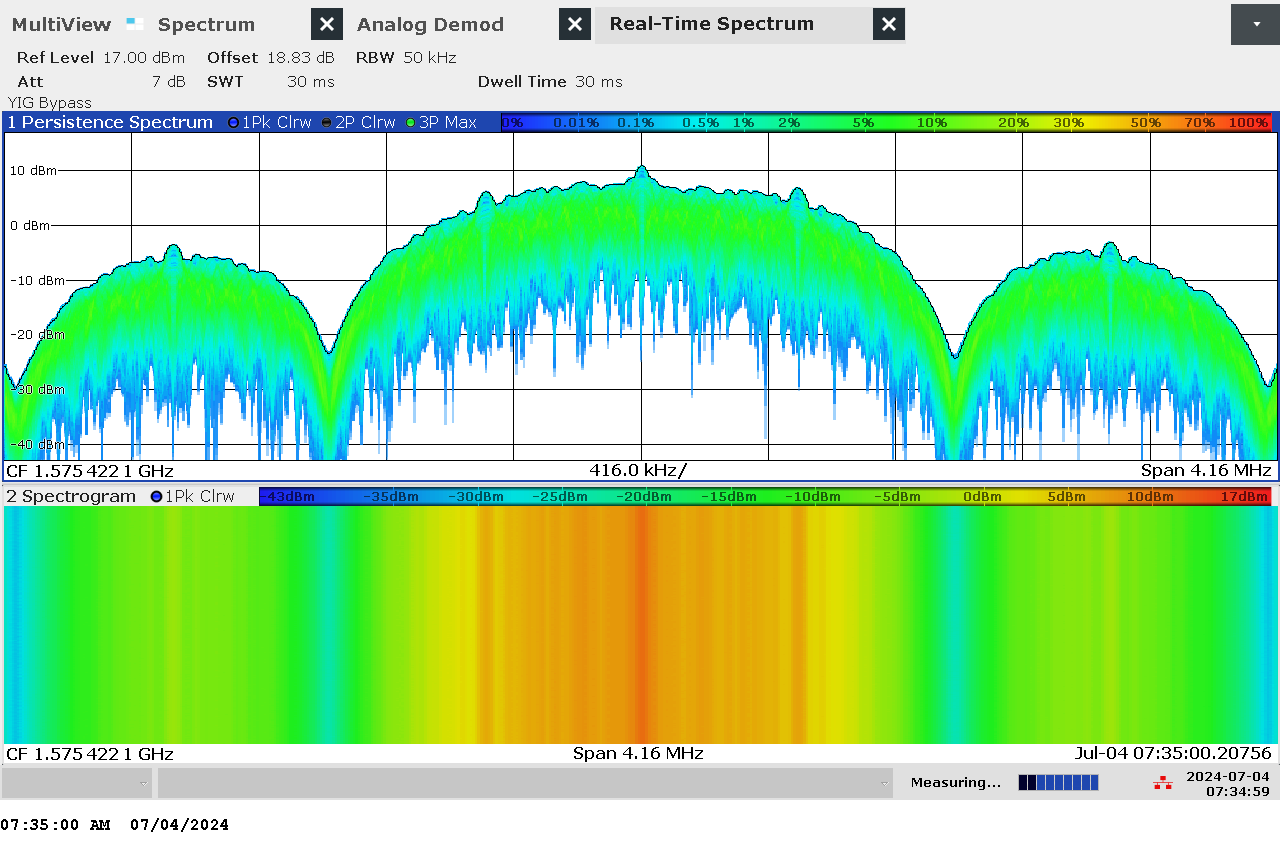 MultiView Spectrum Analog Demod Real-Time Spectrum
Ref Level 17.00 dBm Offset 18.83 dB RBW 50 kHz
Att 7 dB SWT 30 ms Dwell Time 30 ms
YIG Bypass
1 Persistence Spectrum 1Pk Clrw 2P Clrw 3P Max 0% 0.01% 0.1% 0.5% 1% 2% 5% 10% 20% 30% 50% 70% 100%
10 dBm
0 dBm
-10 dBm
-20 dBm
-30 dBm
-40 dBm
CF 1.575 422 1 GHz 416.0 kHz/ Span 4.16 MHz
2 Spectrogram 1Pk Clrw -43dBm -35dBm -30dBm -25dBm -20dBm -15dBm -10dBm -5dBm 0dBm 5dBm 10dBm 17dBm
CF 1.575 422 1 GHz Span 4.16 MHz Jul-04 07:35:00.20756
Measuring... 2024-07-04
07:34:59
07:35:00 AM 07/04/2024